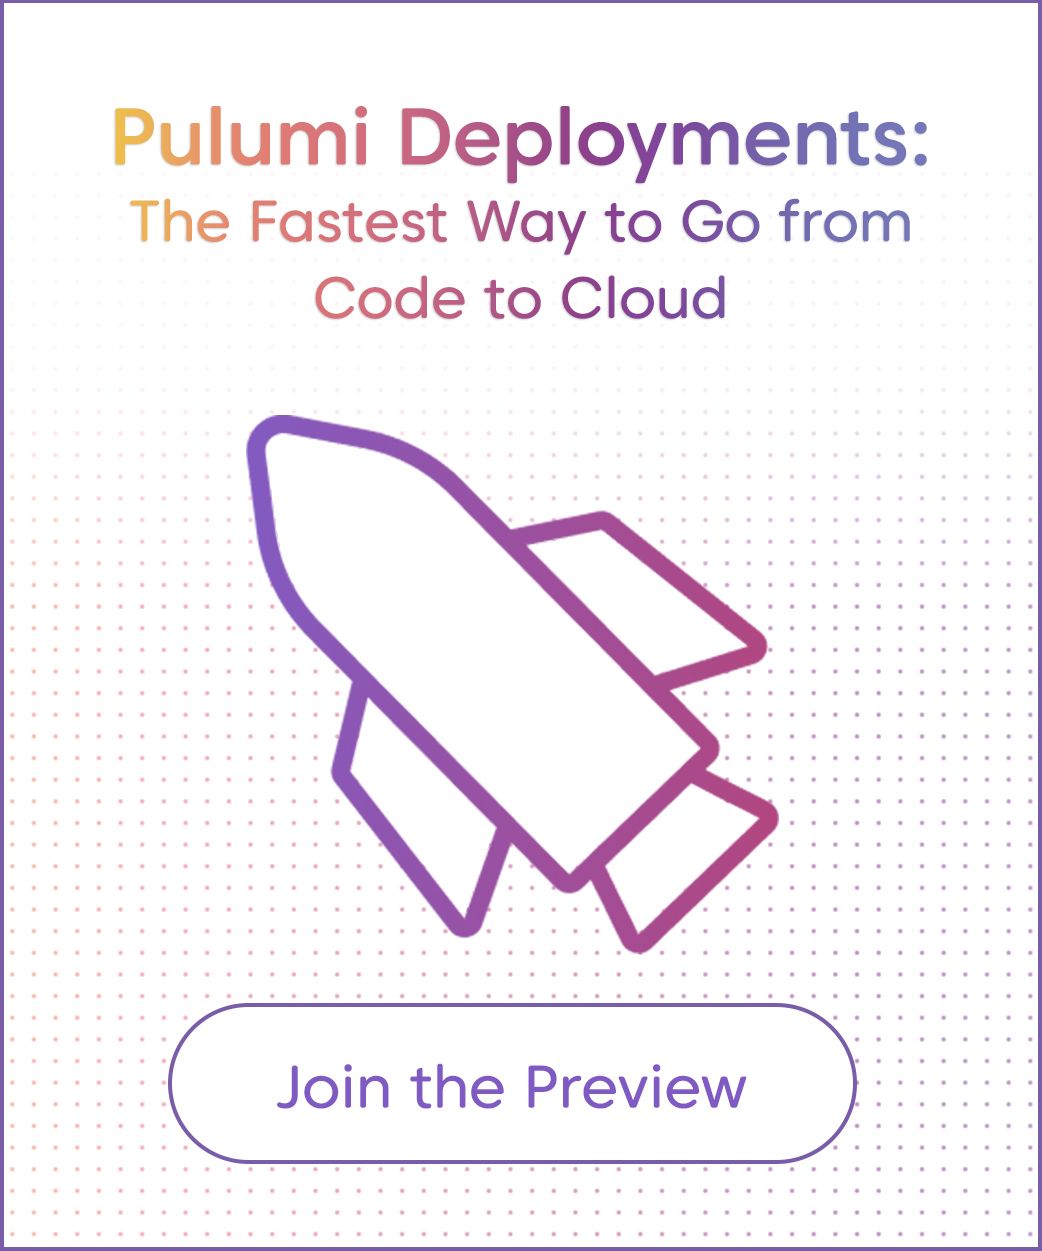 Pulumi Deployments:
The Fastest Way to Go from
Code to Cloud
Join the Preview